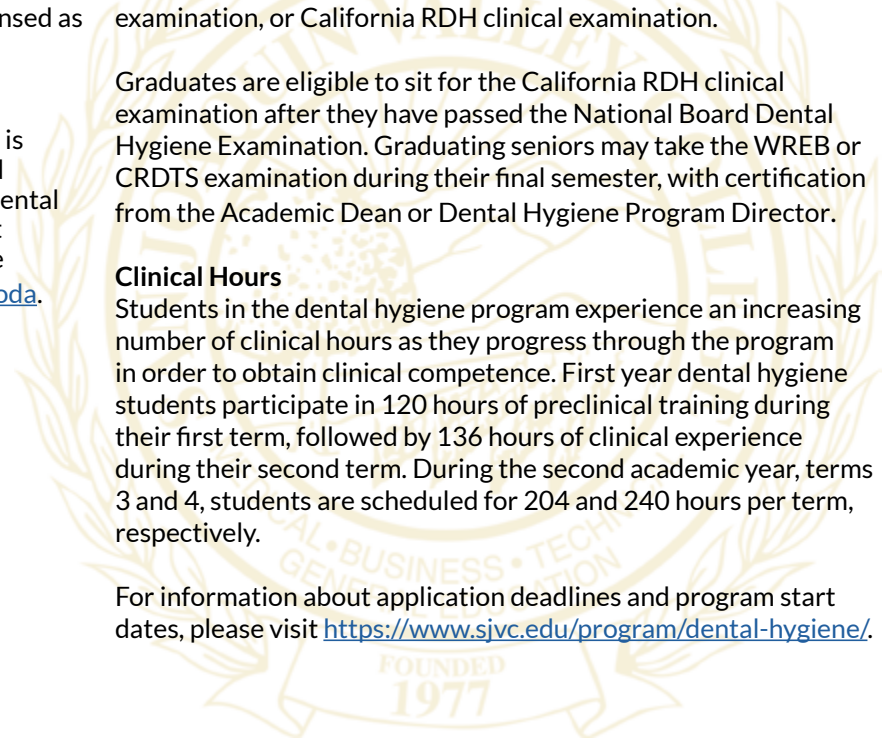 nsed as
is
ental
e
oda.
examination, or California RDH clinical examination.
Graduates are eligible to sit for the California RDH clinical
examination after they have passed the National Board Dental
Hygiene Examination. Graduating seniors may take the WREB or
CRDTS examination during their final semester, with certification
from the Academic Dean or Dental Hygiene Program Director.
Clinical Hours
Students in the dental hygiene program experience an increasing
number of clinical hours as they progress through the program
in order to obtain clinical competence. First year dental hygiene
students participate in 120 hours of preclinical training during
their first term, followed by 136 hours of clinical experience
during their second term. During the second academic year, terms
3 and 4, students are scheduled for 204 and 240 hours per term,
respectively.
For information about application deadlines and program start
dates, please visit https://www.sjvc.edu/program/dental-hygiene/.
BUSINESS • TECHN
GENERAL EDUCATION
FOUNDED
1977